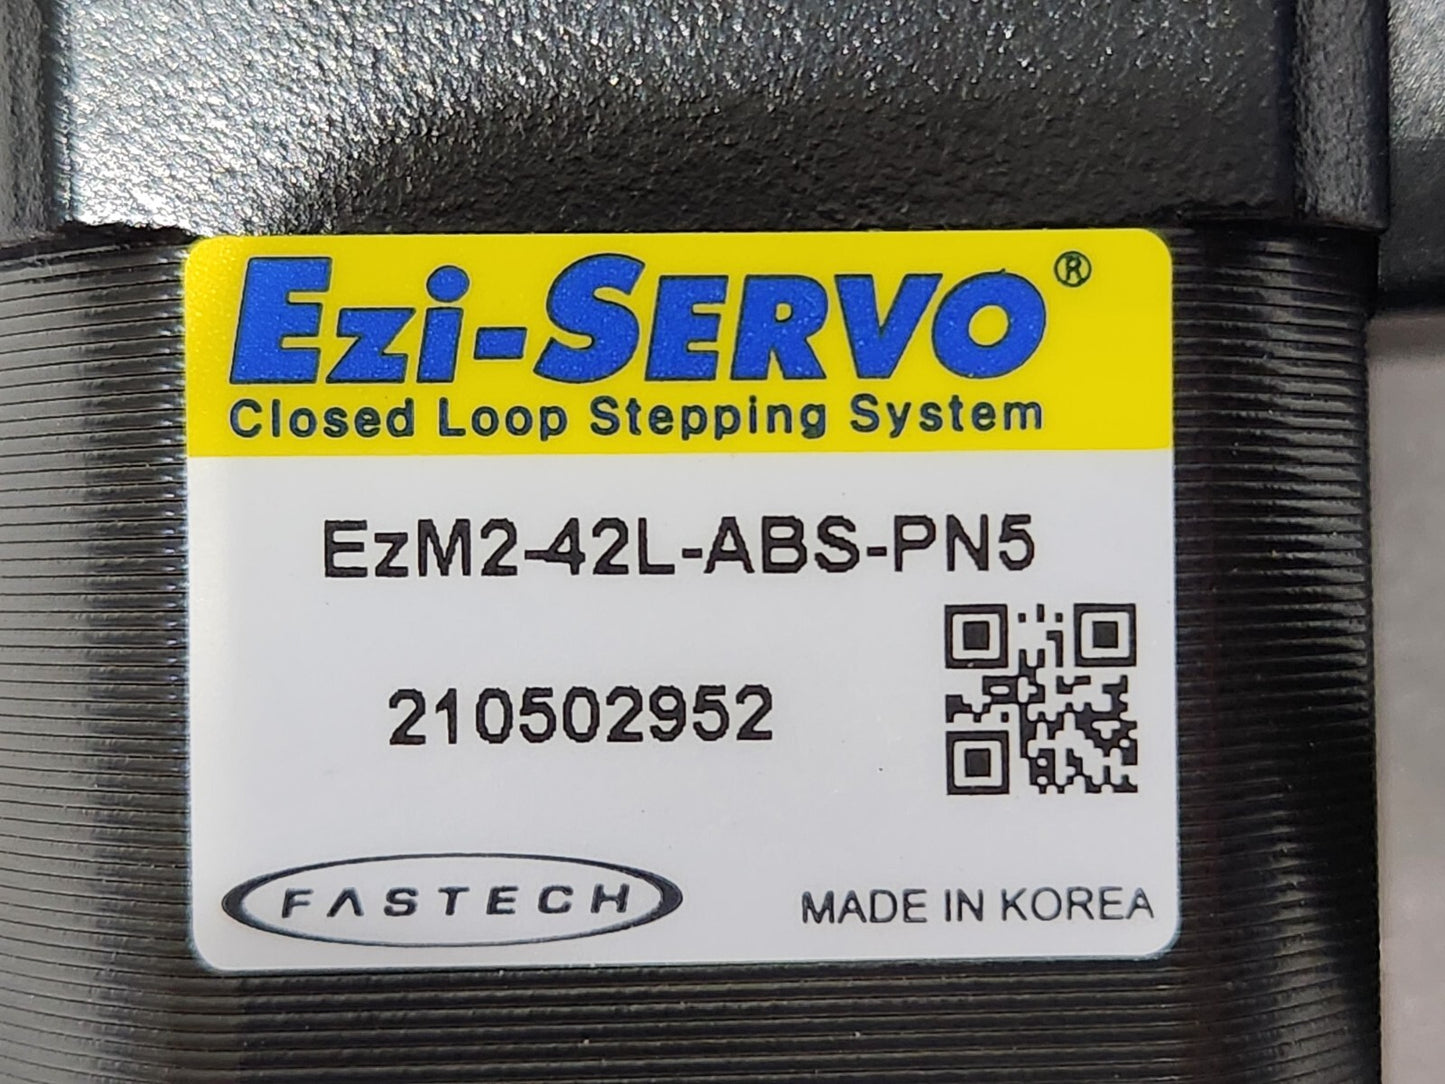 Ezi-SERVO®
Closed Loop Stepping System
EzM2-42L-ABS-PN5
210502952
FASTECH
MADE IN KOREA